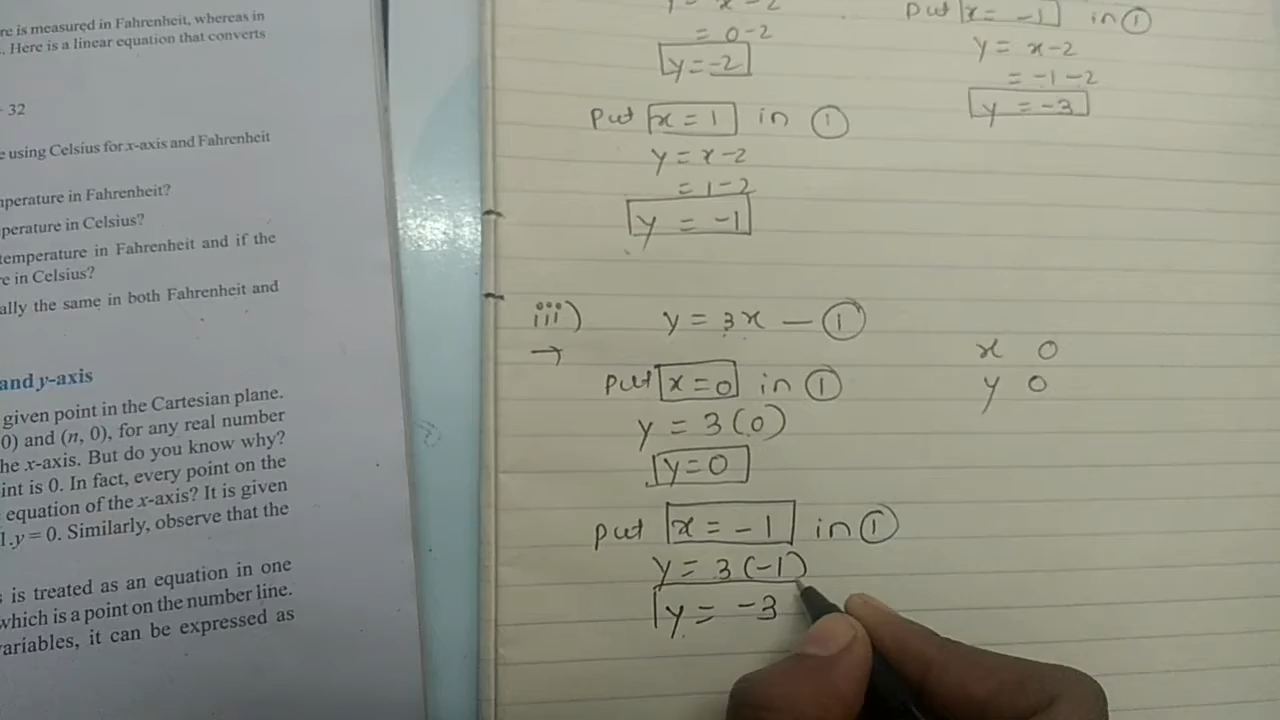 re is measured in Fahrenheit, whereas in
. Here is a linear equation that converts
32
using Celsius for x-axis and Fahrenheit
perature in Fahrenheit?
perature in Celsius?
temperature in Fahrenheit and if the
re in Celsius?
ally the same in both Fahrenheit and
and y-axis
given point in the Cartesian plane.
0) and (n, 0), for any real number
he x-axis. But do you know why?
int is 0. In fact, every point on the
equation of the x-axis? It is given
1.y = 0. Similarly, observe that the
is treated as an equation in one
which is a point on the number line.
variables, it can be expressed as
y = x-2
= 0-2
y=-2
put x=1 in ①
y = x-2
= 1-2
y = -1
put x= -1 in ①
y = x-2
= -1-2
y = -3
iii) y = 3x — ①
→
put x=0 in ①
y = 3(0)
y=0
put x = -1 in ①
y = 3(-1)
y = -3
x 0
y 0